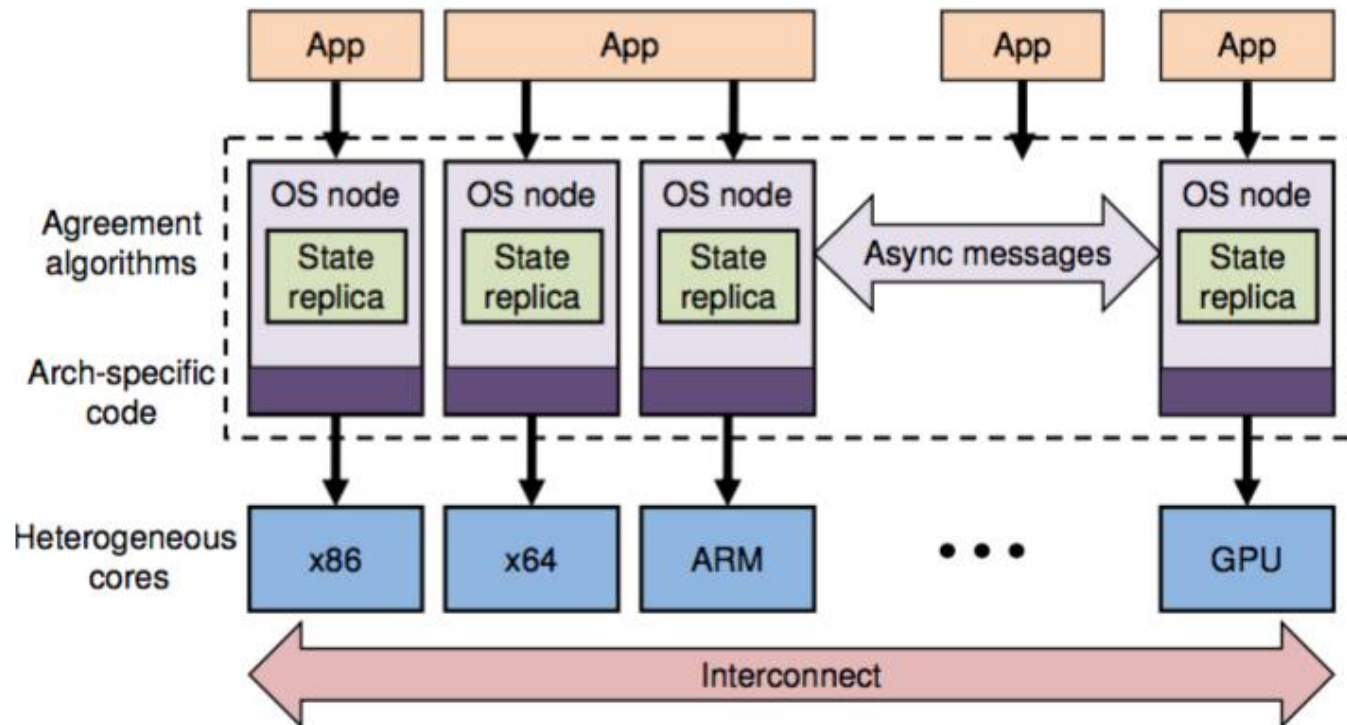 App
App
App
App
Agreement
algorithms
OS node
State
replica
OS node
State
replica
OS node
State
replica
Async messages
OS node
State
replica
Arch-specific
code
Heterogeneous
cores
x86
x64
ARM
• • •
GPU
Interconnect